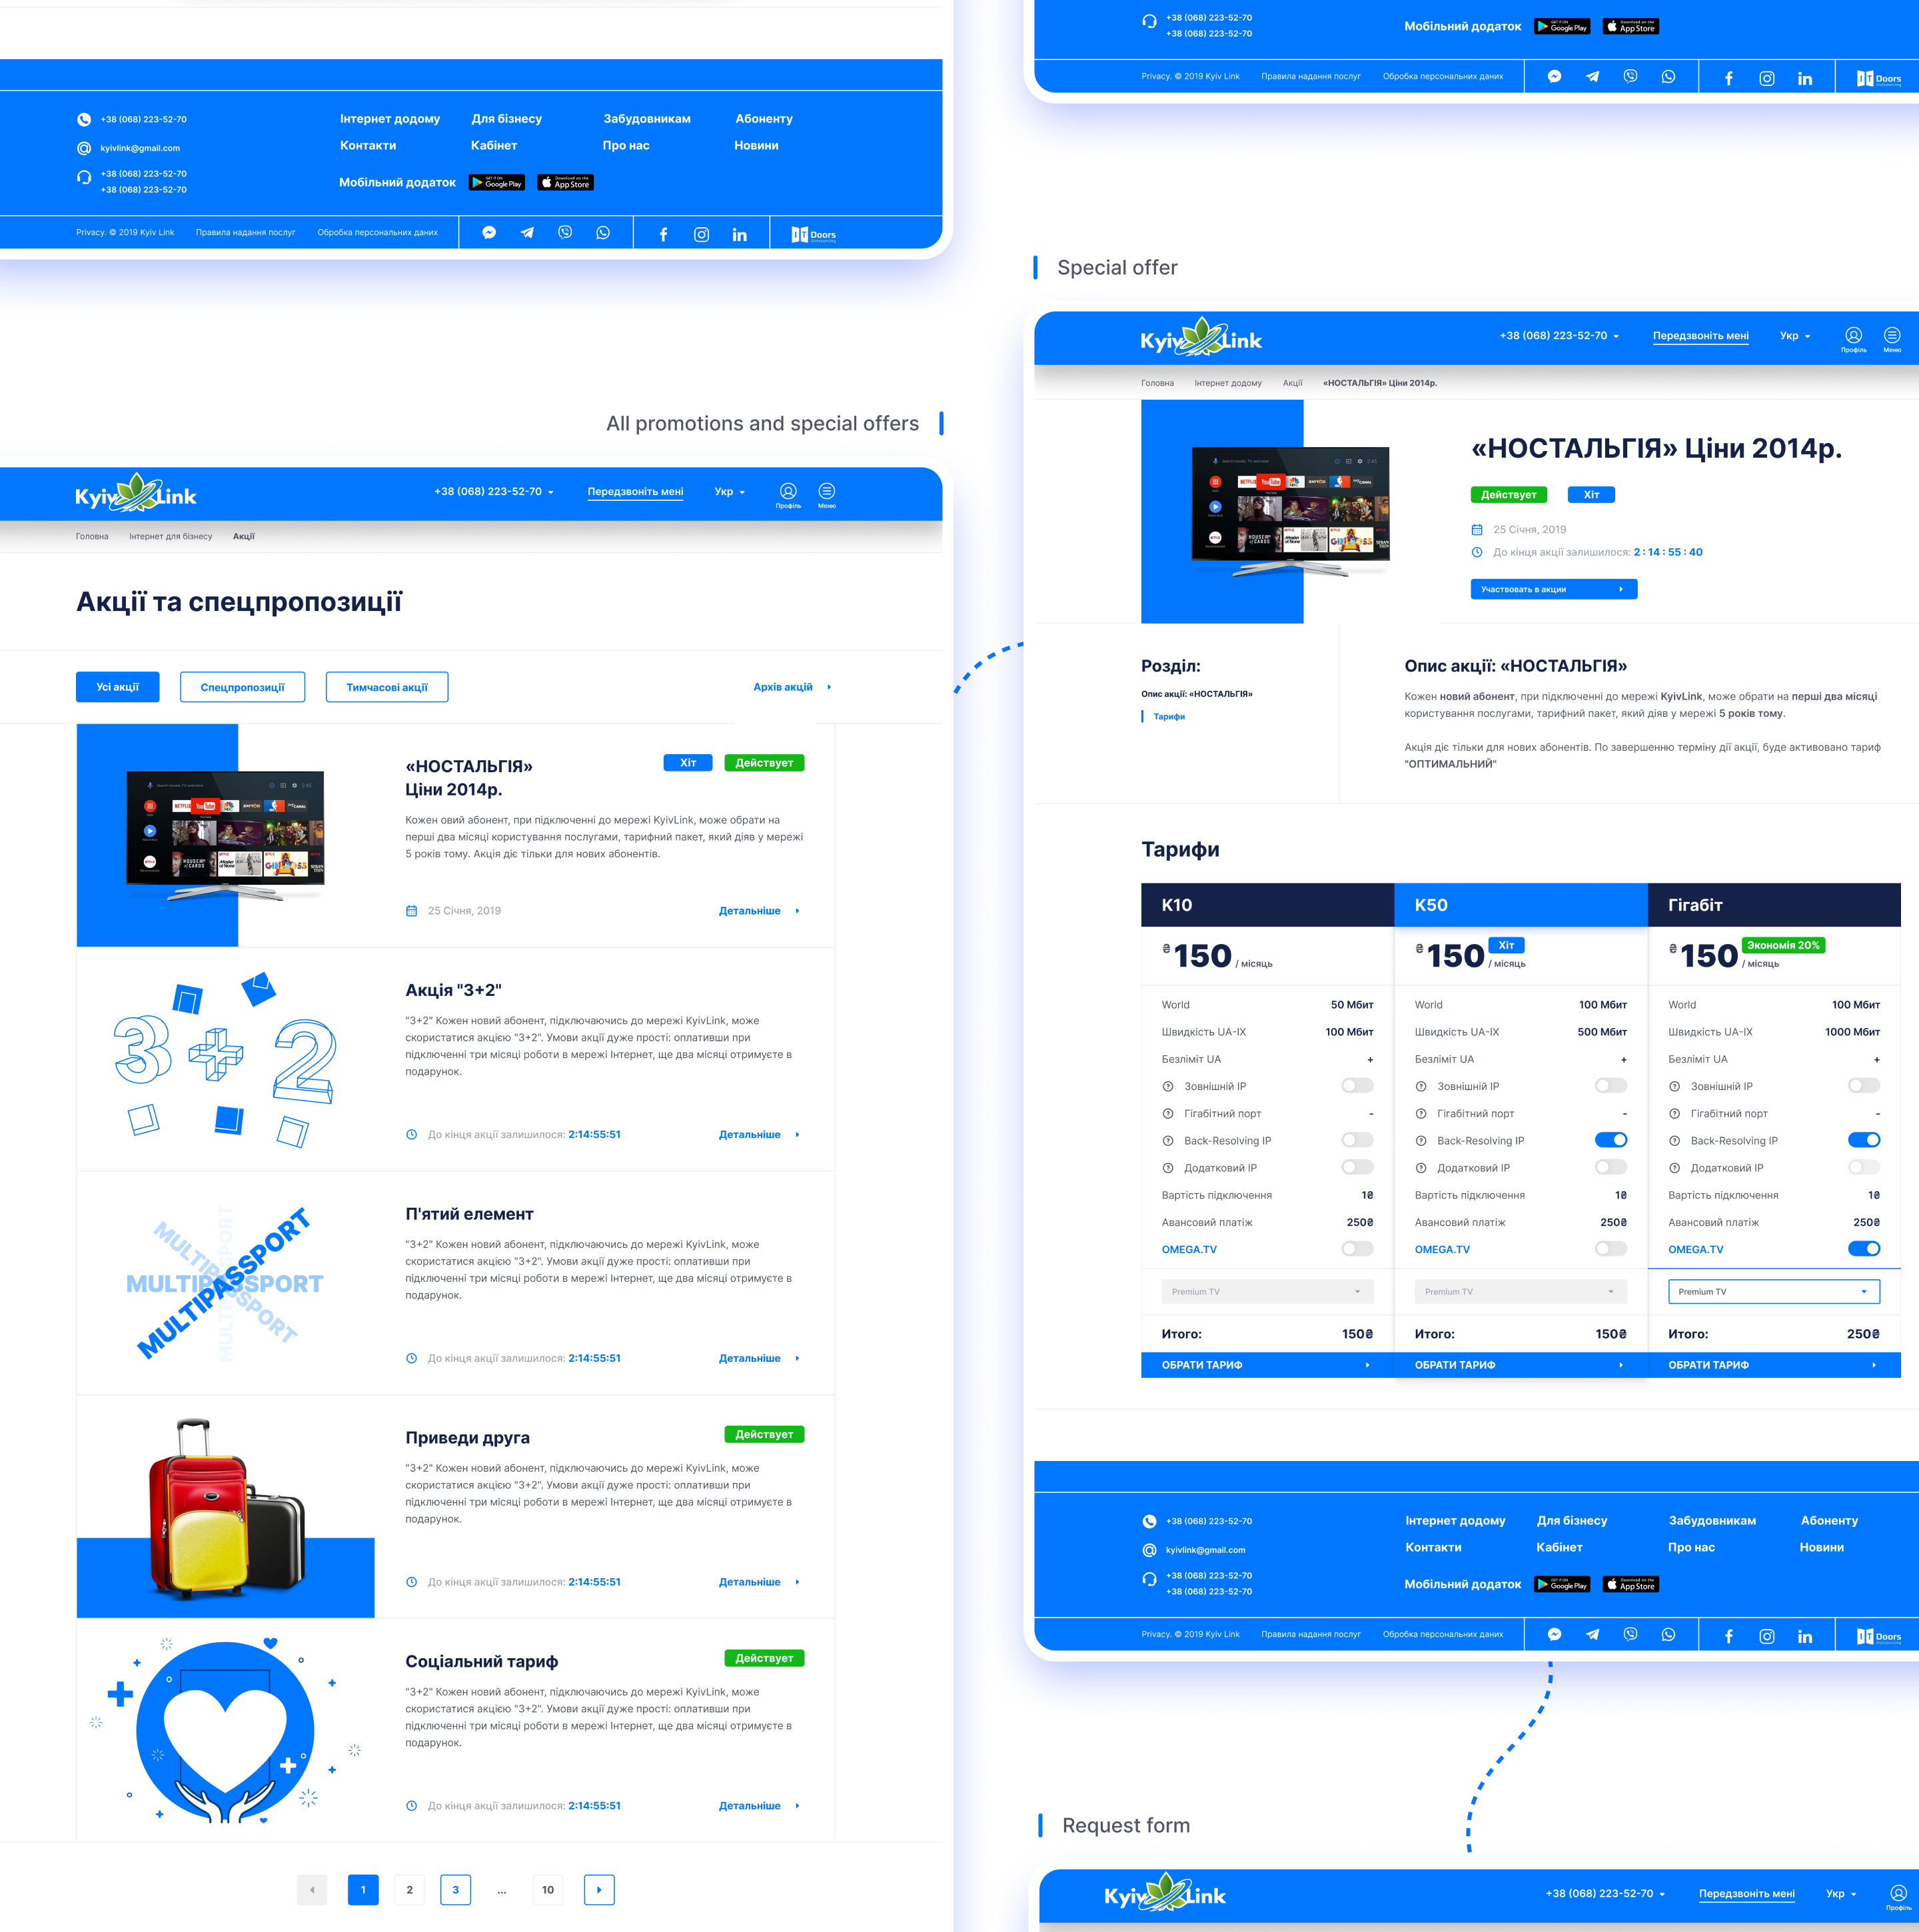 +38 (068) 223-52-70
kyivlink@gmail.com
+38 (068) 223-52-70
+38 (068) 223-52-70
Інтернет додому
Для бізнесу
Забудовникам
Абоненту
Контакти
Кабінет
Про нас
Новини
Мобільний додаток
GET IT ON
Google Play
Download on the
App Store
Privacy. © 2019 Kyiv Link
Правила надання послуг
Обробка персональних даних
IT Doors
All promotions and special offers
Kyiv Link
+38 (068) 223-52-70
Передзвоніть мені
Укр
Профіль
Меню
Головна
Інтернет для бізнесу
Акції
Акції та спецпропозиції
Усі акції
Спецпропозиції
Тимчасові акції
Архів акцій
NETFLIX
YouTube
HOUSE of CARDS
«НОСТАЛЬГІЯ»
Ціни 2014р.
Хіт
Действует
Кожен овий абонент, при підключенні до мережі KyivLink, може обрати на
перші два місяці користування послугами, тарифний пакет, який діяв у мережі
5 років тому. Акція діє тільки для нових абонентів.
25 Січня, 2019
Детальніше
3+2
Акція "3+2"
"3+2" Кожен новий абонент, підключаючись до мережі KyivLink, може
скористатися акцією "3+2". Умови акції дуже прості: оплативши при
підключенні три місяці роботи в мережі Інтернет, ще два місяці отримуєте в
подарунок.
До кінця акції залишилося: 2:14:55:51
Детальніше
MULTIPASSPORT
MULTIPASSPORT
MULTIPASSPORT
MULTIPASSPORT
П'ятий елемент
"3+2" Кожен новий абонент, підключаючись до мережі KyivLink, може
скористатися акцією "3+2". Умови акції дуже прості: оплативши при
підключенні три місяці роботи в мережі Інтернет, ще два місяці отримуєте в
подарунок.
До кінця акції залишилося: 2:14:55:51
Детальніше
Приведи друга
Действует
"3+2" Кожен новий абонент, підключаючись до мережі KyivLink, може
скористатися акцією "3+2". Умови акції дуже прості: оплативши при
підключенні три місяці роботи в мережі Інтернет, ще два місяці отримуєте в
подарунок.
До кінця акції залишилося: 2:14:55:51
Детальніше
Соціальний тариф
Действует
"3+2" Кожен новий абонент, підключаючись до мережі KyivLink, може
скористатися акцією "3+2". Умови акції дуже прості: оплативши при
підключенні три місяці роботи в мережі Інтернет, ще два місяці отримуєте в
подарунок.
До кінця акції залишилося: 2:14:55:51
Детальніше
1 2 3 ... 10
+38 (068) 223-52-70
+38 (068) 223-52-70
Мобільний додаток
GET IT ON
Google Play
Download on the
App Store
Privacy. © 2019 Kyiv Link
Правила надання послуг
Обробка персональних даних
IT Doors
Special offer
Kyiv Link
+38 (068) 223-52-70
Передзвоніть мені
Укр
Профіль
Меню
Головна
Інтернет додому
Акції
«НОСТАЛЬГІЯ» Ціни 2014р.
NETFLIX
YouTube
HOUSE of CARDS
«НОСТАЛЬГІЯ» Ціни 2014р.
Действует
Хіт
25 Січня, 2019
До кінця акції залишилося: 2 : 14 : 55 : 40
Участвовать в акции
Розділ:
Опис акції: «НОСТАЛЬГІЯ»
Тарифи
Опис акції: «НОСТАЛЬГІЯ»
Кожен новий абонент, при підключенні до мережі KyivLink, може обрати на перші два місяці
користування послугами, тарифний пакет, який діяв у мережі 5 років тому.
Акція діє тільки для нових абонентів. По завершенню терміну дії акції, буде активовано тариф
"ОПТИМАЛЬНИЙ"
Тарифи
K10
₴ 150 / місяць
World 50 Мбит
Швидкість UA-IX 100 Мбит
Безліміт UA +
Зовнішній IP
Гігабітний порт -
Back-Resolving IP
Додатковий IP
Вартість підключення 1₴
Авансовий платіж 250₴
OMEGA.TV
Premium TV
Итого: 150₴
ОБРАТИ ТАРИФ
K50
₴ 150 / місяць
Хіт
World 100 Мбит
Швидкість UA-IX 500 Мбит
Безліміт UA +
Зовнішній IP
Гігабітний порт -
Back-Resolving IP
Додатковий IP
Вартість підключення 1₴
Авансовий платіж 250₴
OMEGA.TV
Premium TV
Итого: 150₴
ОБРАТИ ТАРИФ
Гігабіт
₴ 150 / місяць
Экономія 20%
World 100 Мбит
Швидкість UA-IX 1000 Мбит
Безліміт UA +
Зовнішній IP
Гігабітний порт -
Back-Resolving IP
Додатковий IP
Вартість підключення 1₴
Авансовий платіж 250₴
OMEGA.TV
Premium TV
Итого: 250₴
ОБРАТИ ТАРИФ
+38 (068) 223-52-70
kyivlink@gmail.com
+38 (068) 223-52-70
+38 (068) 223-52-70
Інтернет додому
Для бізнесу
Забудовникам
Абоненту
Контакти
Кабінет
Про нас
Новини
Мобільний додаток
GET IT ON
Google Play
Download on the
App Store
Privacy. © 2019 Kyiv Link
Правила надання послуг
Обробка персональних даних
IT Doors
Request form
Kyiv Link
+38 (068) 223-52-70
Передзвоніть мені
Укр
Профіль